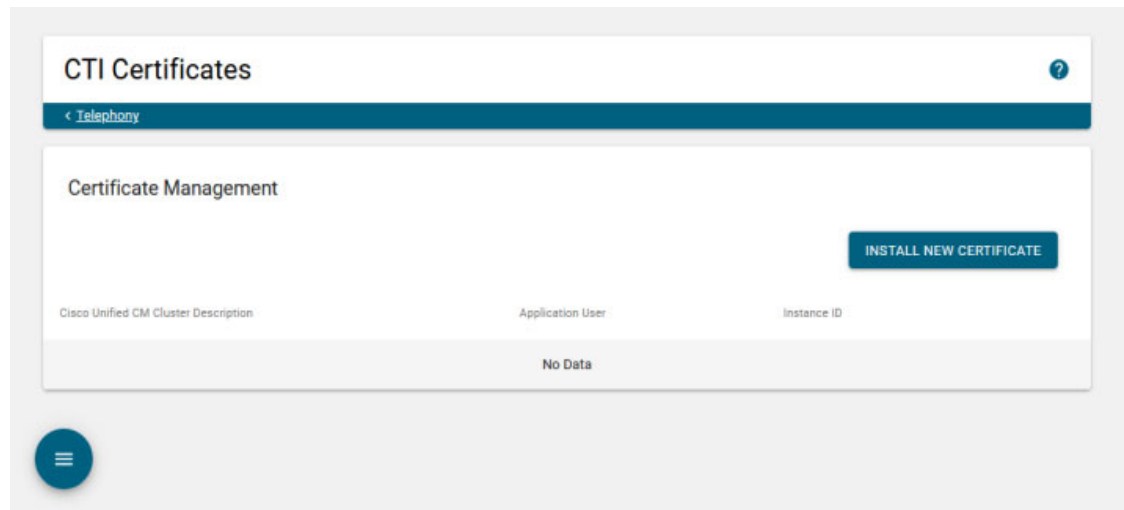 CTI Certificates
?
< Telephony
Certificate Management
INSTALL NEW CERTIFICATE
Cisco Unified CM Cluster Description Application User Instance ID
No Data